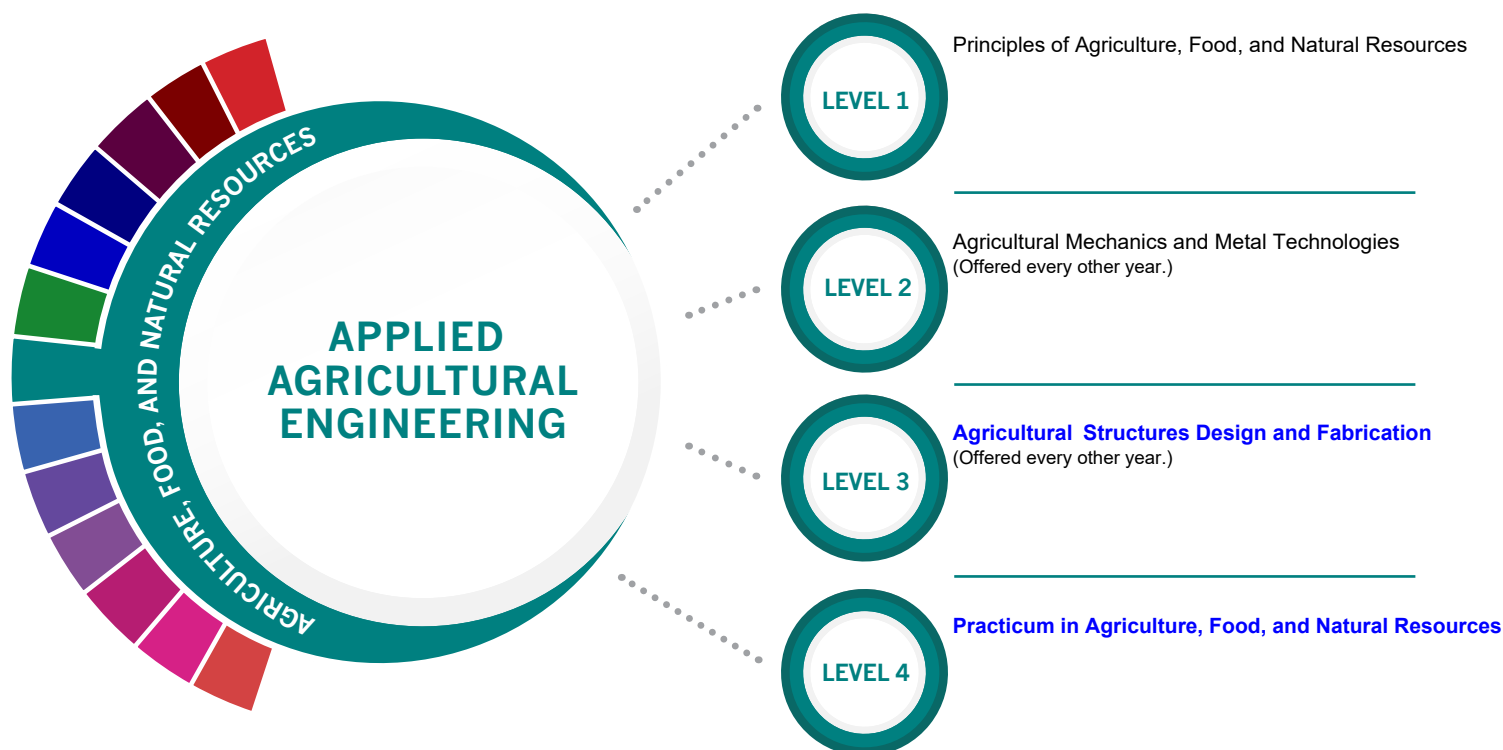 AGRICULTURE, FOOD, AND NATURAL RESOURCES
APPLIED
AGRICULTURAL
ENGINEERING
LEVEL 1
Principles of Agriculture, Food, and Natural Resources
LEVEL 2
Agricultural Mechanics and Metal Technologies
(Offered every other year.)
LEVEL 3
Agricultural Structures Design and Fabrication
(Offered every other year.)
LEVEL 4
Practicum in Agriculture, Food, and Natural Resources